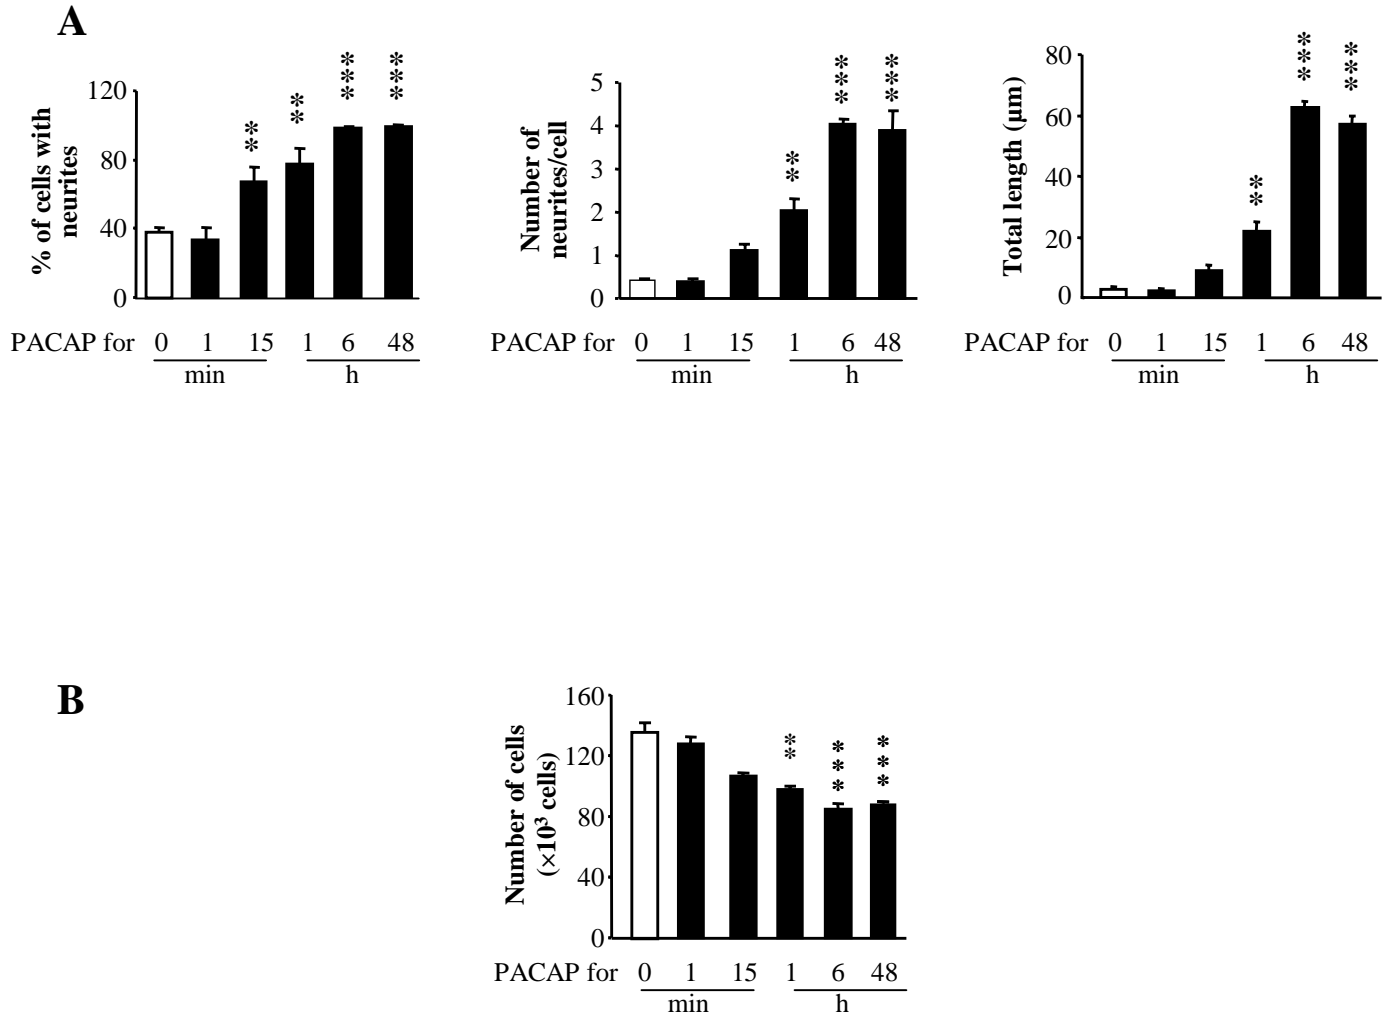 A
% of cells with
neurites
120
80
40
0
**
**
***
***
PACAP for 0 1 15 1 6 48
min h
Number of
neurites/cell
5
4
3
2
1
0
**
***
***
PACAP for 0 1 15 1 6 48
min h
Total length (µm)
80
60
40
20
0
**
***
***
PACAP for 0 1 15 1 6 48
min h
B
Number of cells
(×10³ cells)
160
120
80
40
0
**
***
***
PACAP for 0 1 15 1 6 48
min h